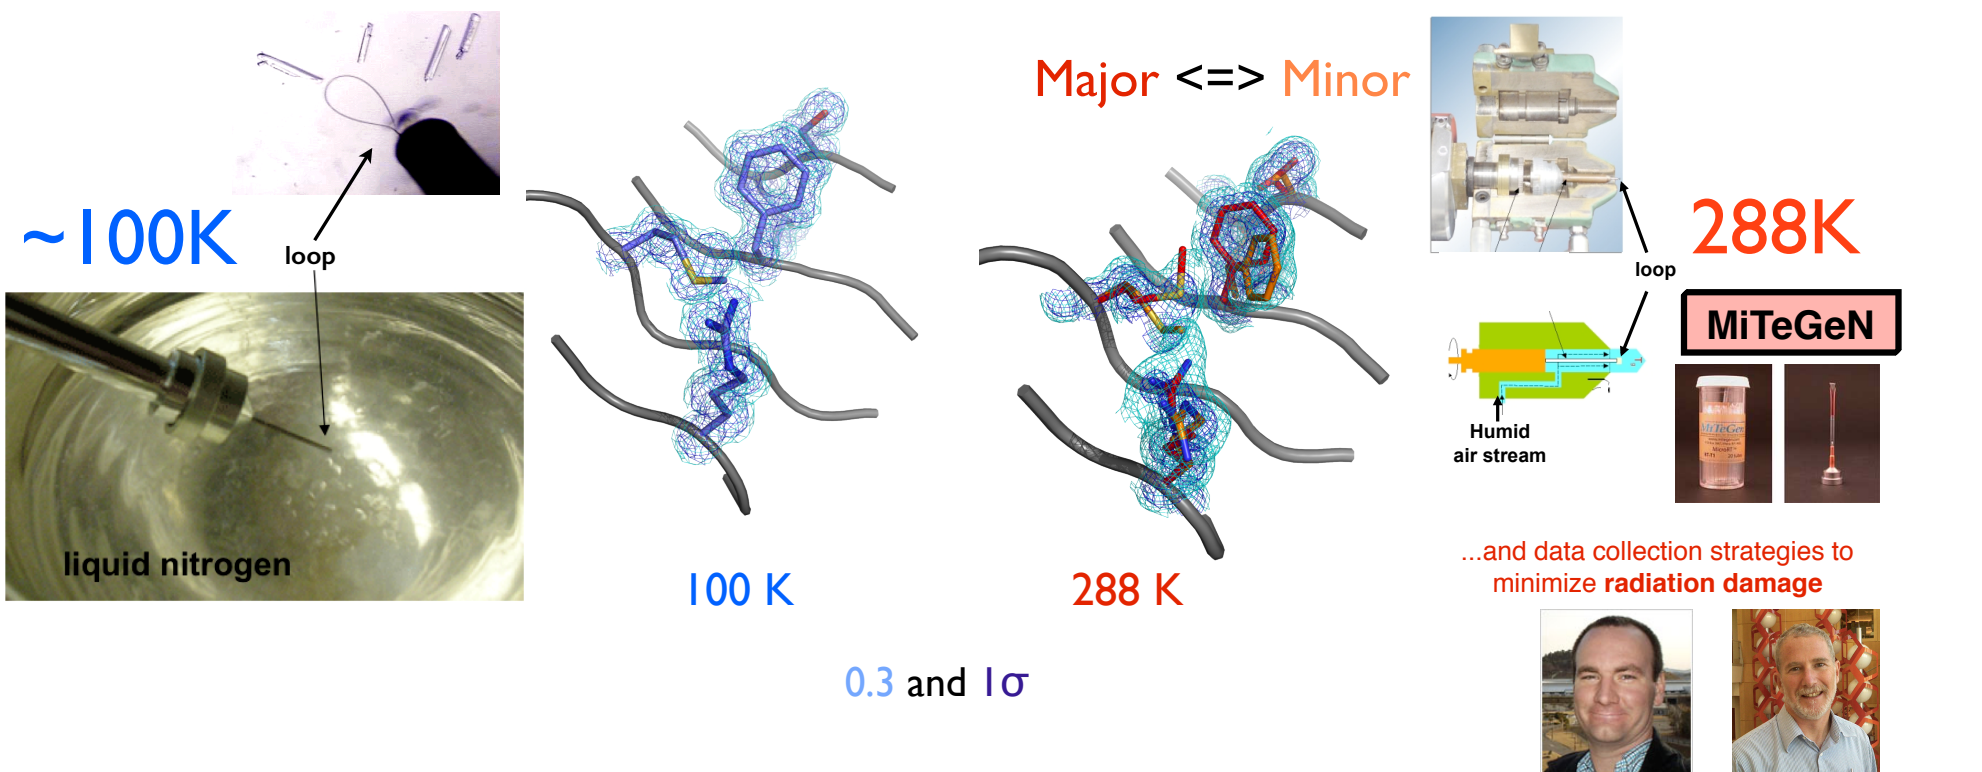 ~100K
loop
liquid nitrogen
100 K
Major <=> Minor
288 K
0.3 and 1σ
288K
loop
MiTeGeN
Humid
air stream
MiTeGen
...and data collection strategies to
minimize radiation damage